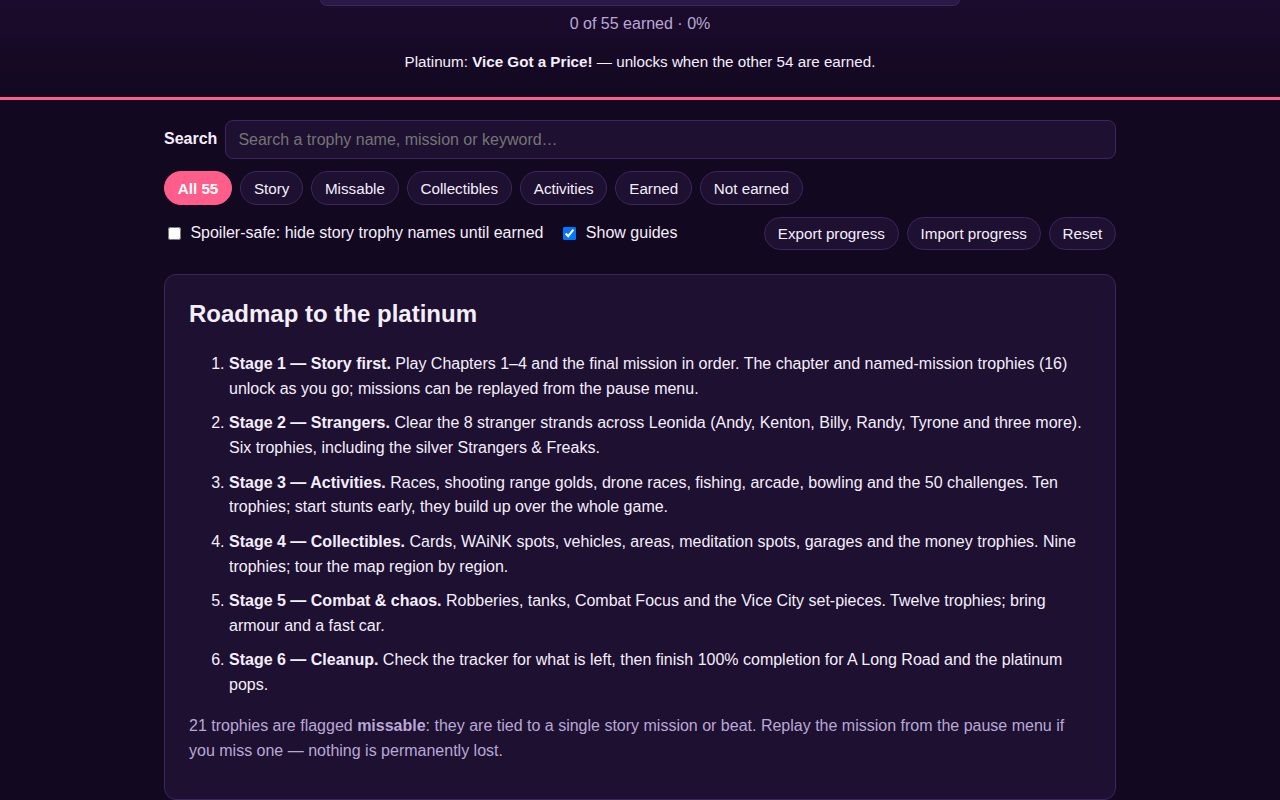 0 of 55 earned · 0%
Platinum: Vice Got a Price! — unlocks when the other 54 are earned.
Search
Search a trophy name, mission or keyword…
All 55
Story
Missable
Collectibles
Activities
Earned
Not earned
Spoiler-safe: hide story trophy names until earned
Show guides
Export progress
Import progress
Reset
Roadmap to the platinum
1. Stage 1 — Story first. Play Chapters 1–4 and the final mission in order. The chapter and named-mission trophies (16)
unlock as you go; missions can be replayed from the pause menu.
2. Stage 2 — Strangers. Clear the 8 stranger strands across Leonida (Andy, Kenton, Billy, Randy, Tyrone and three more).
Six trophies, including the silver Strangers & Freaks.
3. Stage 3 — Activities. Races, shooting range golds, drone races, fishing, arcade, bowling and the 50 challenges. Ten
trophies; start stunts early, they build up over the whole game.
4. Stage 4 — Collectibles. Cards, WAiNK spots, vehicles, areas, meditation spots, garages and the money trophies. Nine
trophies; tour the map region by region.
5. Stage 5 — Combat & chaos. Robberies, tanks, Combat Focus and the Vice City set-pieces. Twelve trophies; bring
armour and a fast car.
6. Stage 6 — Cleanup. Check the tracker for what is left, then finish 100% completion for A Long Road and the platinum
pops.
21 trophies are flagged missable: they are tied to a single story mission or beat. Replay the mission from the pause menu if
you miss one — nothing is permanently lost.